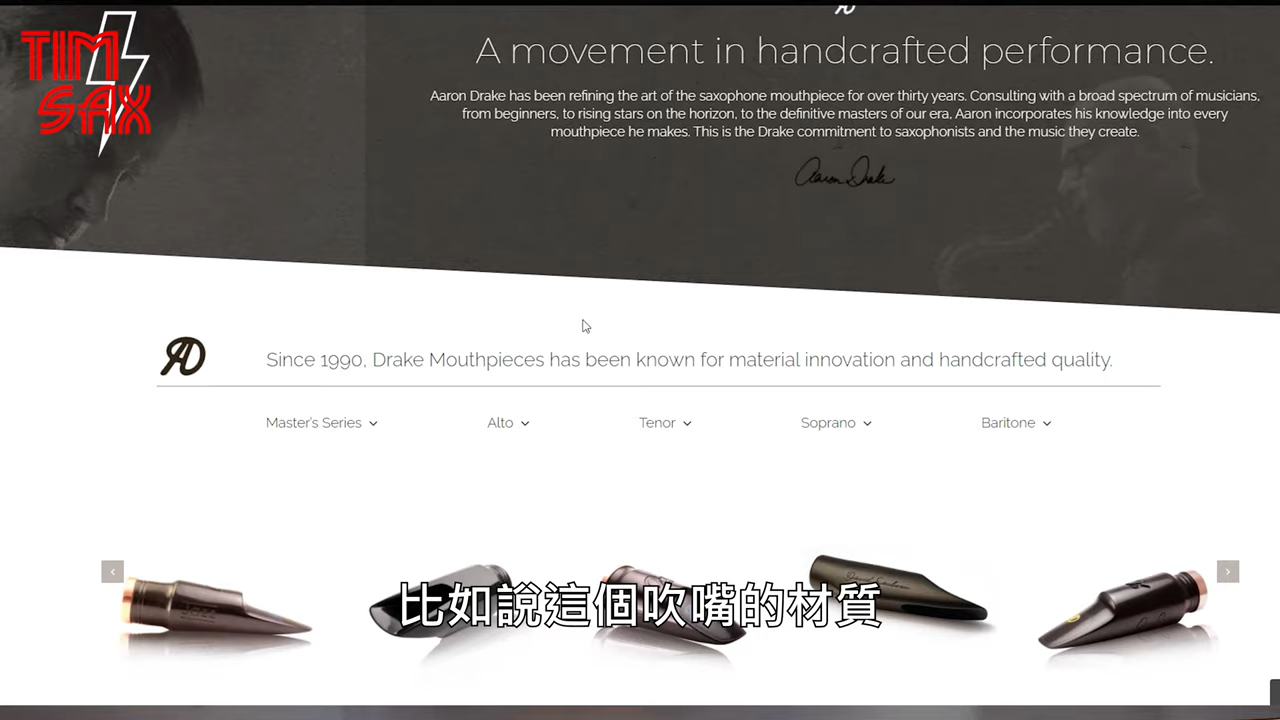 TIM
SAX
A movement in handcrafted performance.
Aaron Drake has been refining the art of the saxophone mouthpiece for over thirty years. Consulting with a broad spectrum of musicians,
from beginners, to rising stars on the horizon, to the definitive masters of our era, Aaron incorporates his knowledge into every
mouthpiece he makes. This is the Drake commitment to saxophonists and the music they create.
Aaron Drake
AD
Since 1990, Drake Mouthpieces has been known for material innovation and handcrafted quality.
Master's Series
Alto
Tenor
Soprano
Baritone
比如說這個吹嘴的材質